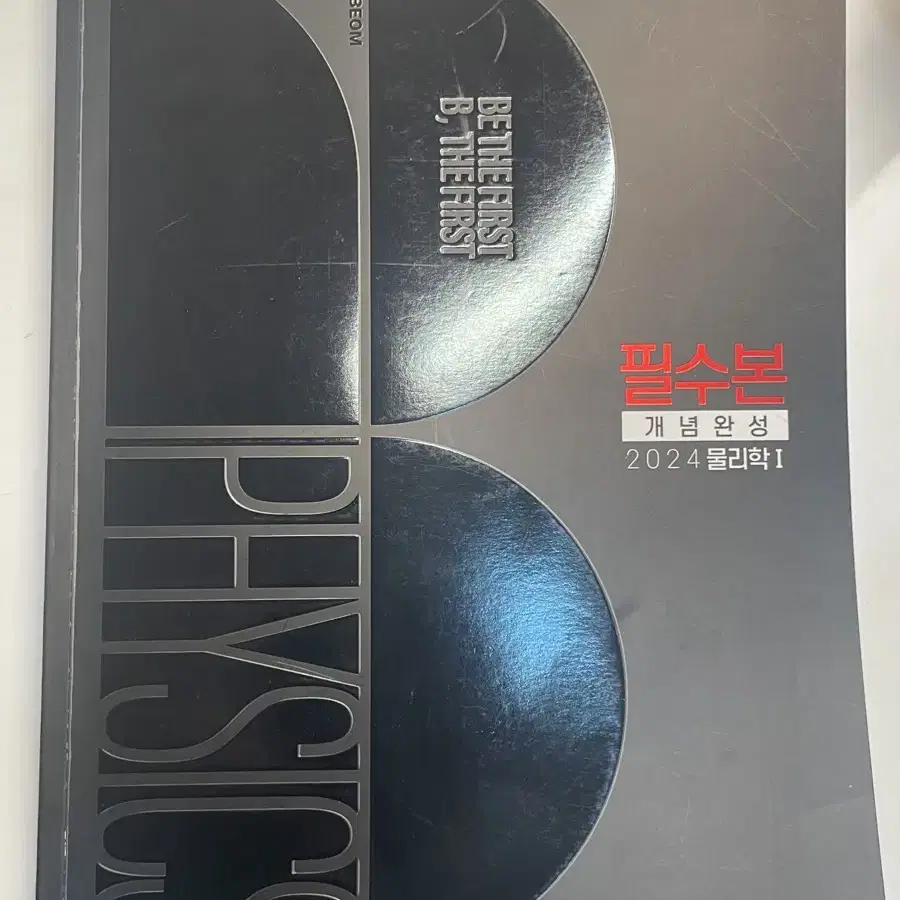 BEOM
BE THE FIRST
B, THE FIRST
필수본
개념완성
2024 물리학 I
PHYSICS